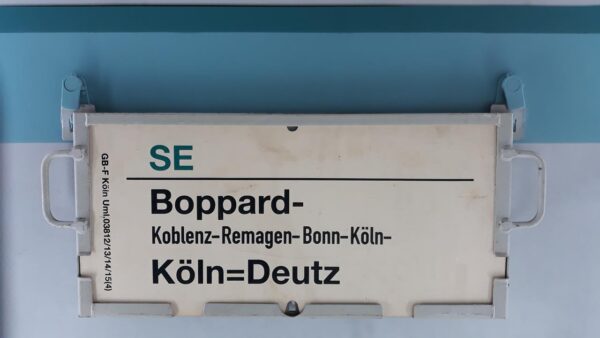 SE
Boppard-
Koblenz-Remagen-Bonn-Köln-
Köln=Deutz
GB-F Köln Uml.03812/13/14/15(4)